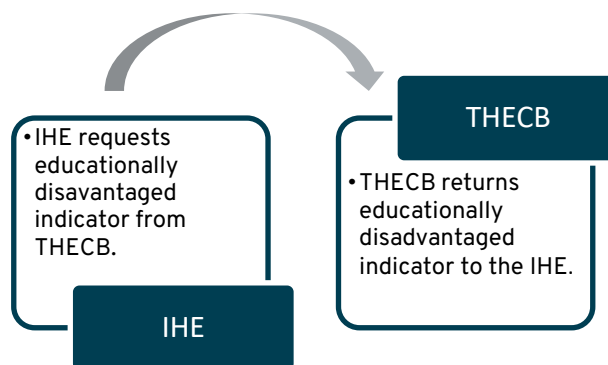 •IHE requests
educationally
disavantaged
indicator from
THECB.
IHE
THECB
•THECB returns
educationally
disadvantaged
indicator to the IHE.